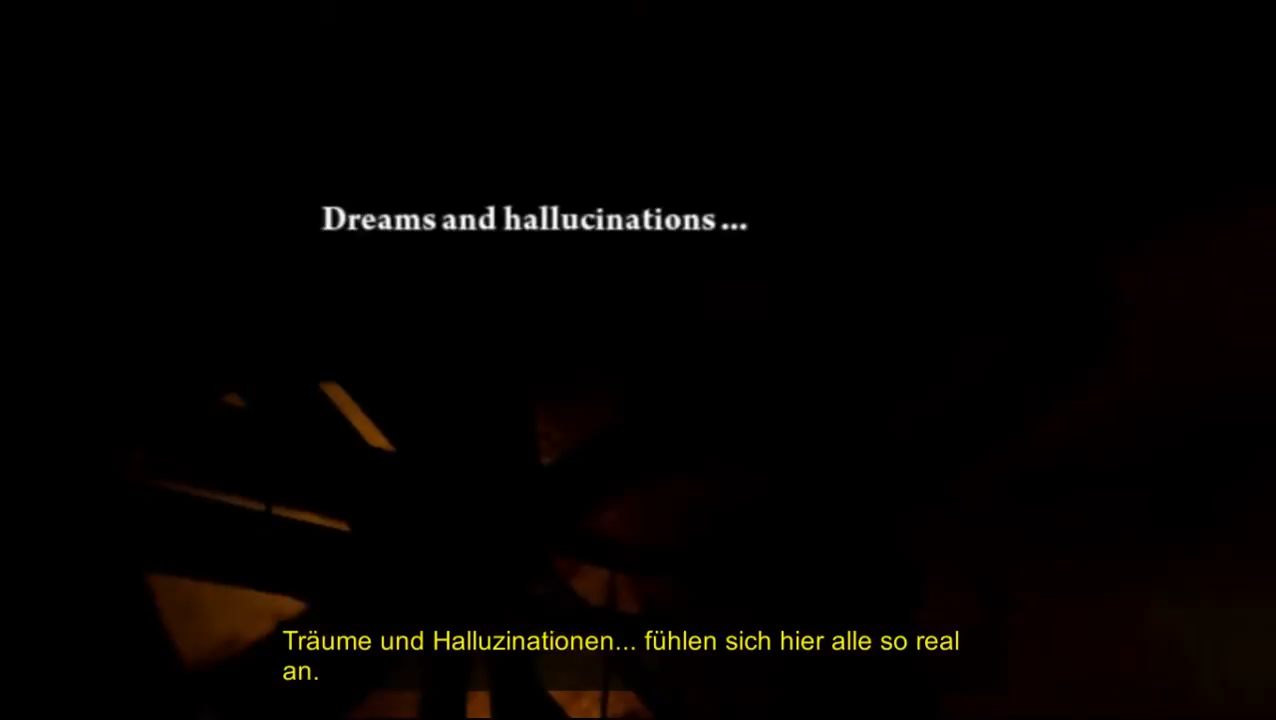 Dreams and hallucinations ...
Träume und Halluzinationen... fühlen sich hier alle so real
an.